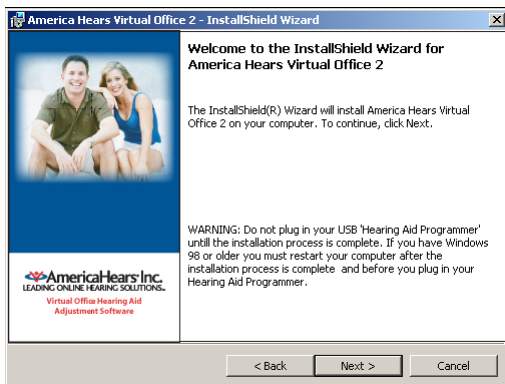 America Hears Virtual Office 2 - InstallShield Wizard
Welcome to the InstallShield Wizard for
America Hears Virtual Office 2
The InstallShield(R) Wizard will install America Hears Virtual
Office 2 on your computer. To continue, click Next.
WARNING: Do not plug in your USB 'Hearing Aid Programmer'
untill the installation process is complete. If you have Windows
98 or older you must restart your computer after the
installation process is complete and before you plug in your
Hearing Aid Programmer.
AmericaHears Inc.
LEADING ONLINE HEARING SOLUTIONS
Virtual Office Hearing Aid
Adjustment Software
< Back
Next >
Cancel